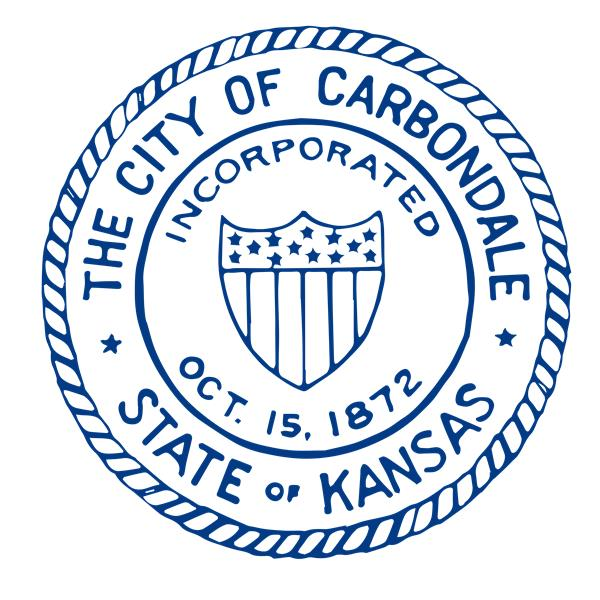 THE CITY OF CARBONDALE
INCORPORATED
OCT. 15, 1872
STATE OF KANSAS